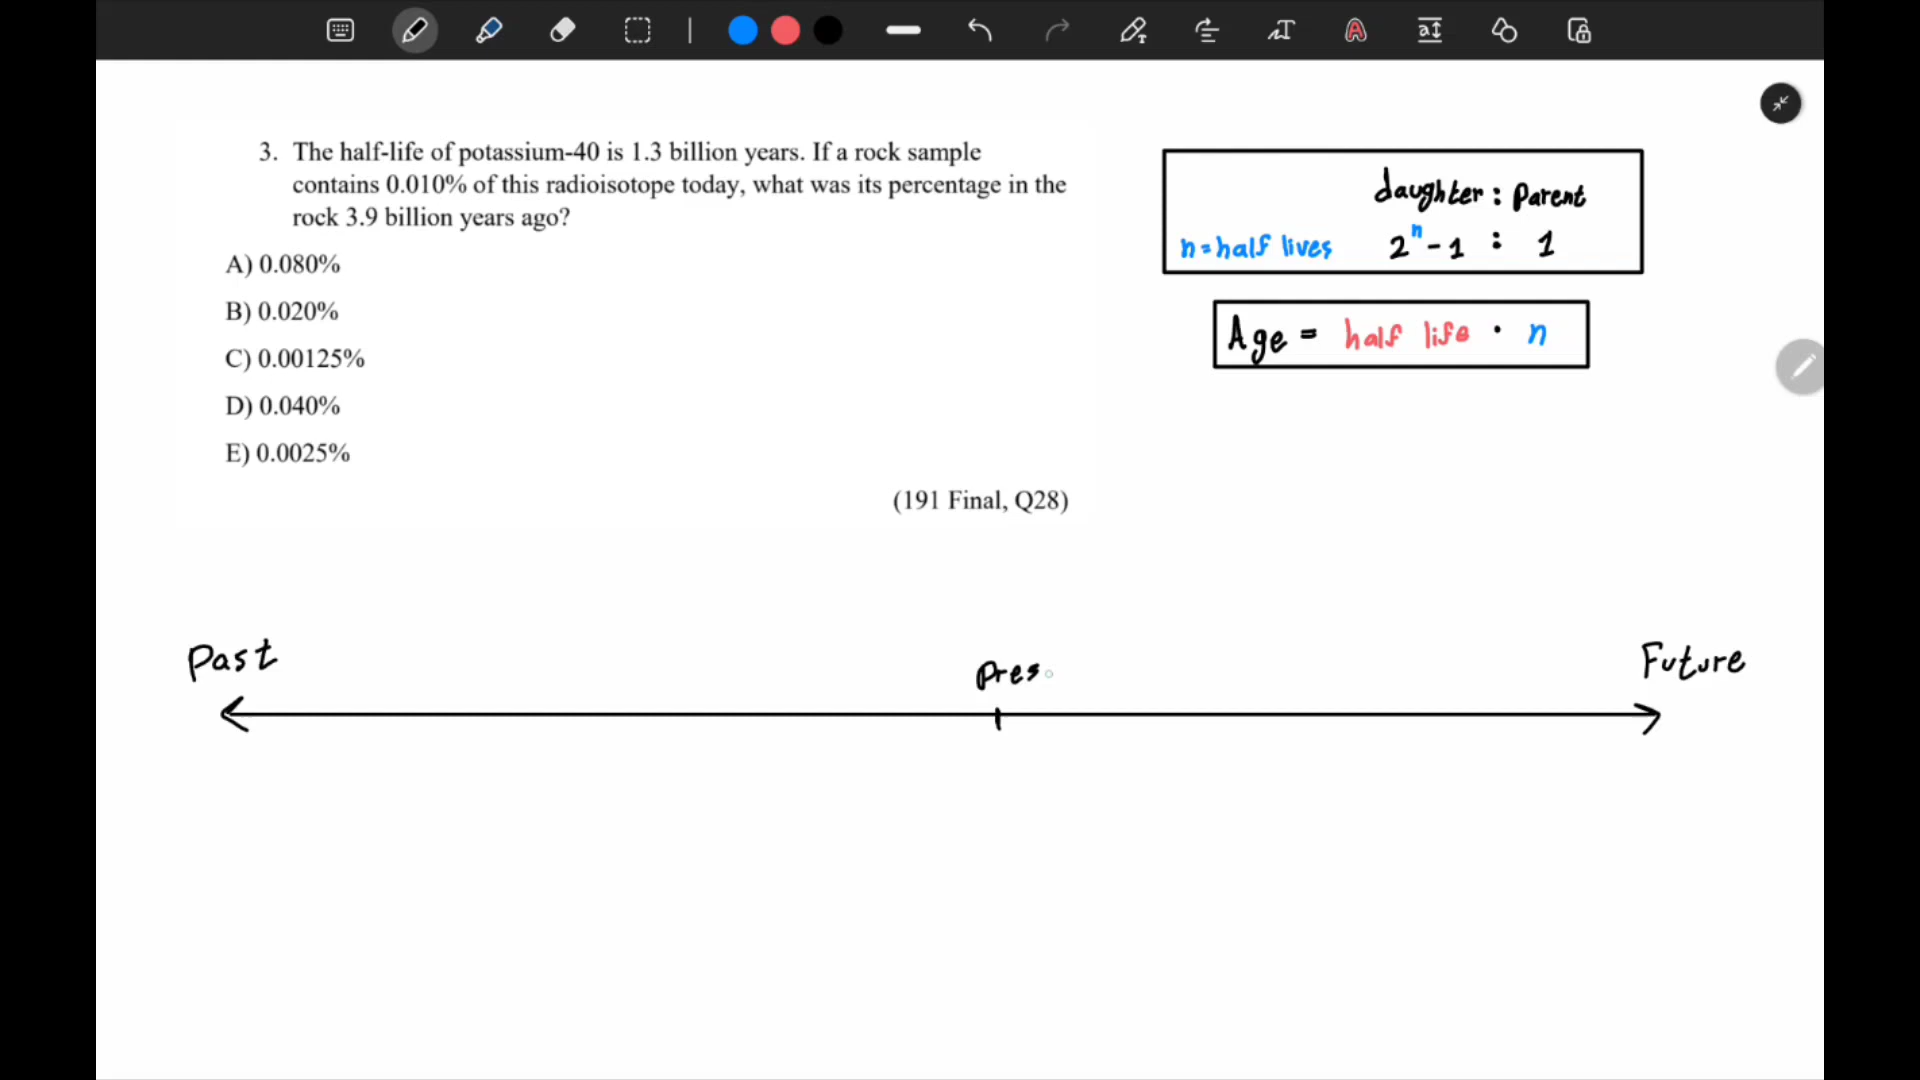 3. The half-life of potassium-40 is 1.3 billion years. If a rock sample
contains 0.010% of this radioisotope today, what was its percentage in the
rock 3.9 billion years ago?
A) 0.080%
B) 0.020%
C) 0.00125%
D) 0.040%
E) 0.0025%
(191 Final, Q28)
daughter : Parent
n = half lives 2ⁿ - 1 : 1
Age = half life · n
Past
Pres
Future